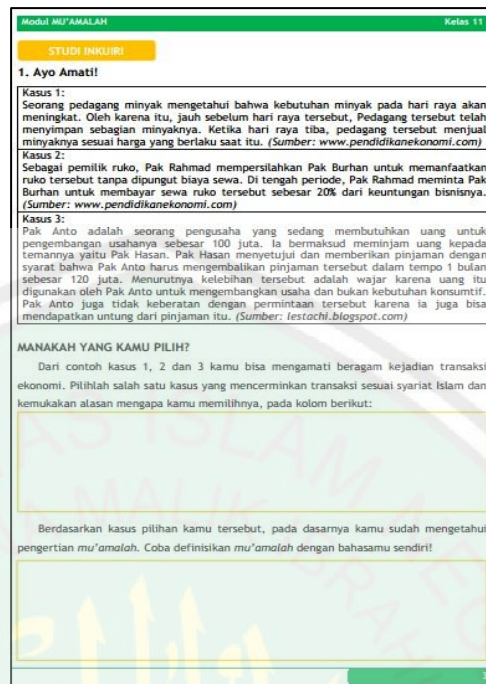 Modul MU'AMALAH Kelas 11
STUDI INKUIRI
1. Ayo Amati!
Kasus 1:
Seorang pedagang minyak mengetahui bahwa kebutuhan minyak pada hari raya akan
meningkat. Oleh karena itu, jauh sebelum hari raya tersebut, Pedagang tersebut telah
menyimpan sebagian minyaknya. Ketika hari raya tiba, pedagang tersebut menjual
minyaknya sesuai harga yang berlaku saat itu. (Sumber: www.pendidikanekonomi.com)
Kasus 2:
Sebagai pemilik ruko, Pak Rahmad mempersilahkan Pak Burhan untuk memanfaatkan
ruko tersebut tanpa dipungut biaya sewa. Di tengah periode, Pak Rahmad meminta Pak
Burhan untuk membayar sewa ruko tersebut sebesar 20% dari keuntungan bisnisnya.
(Sumber: www.pendidikanekonomi.com)
Kasus 3:
Pak Anto adalah seorang pengusaha yang sedang membutuhkan uang untuk
pengembangan usahanya sebesar 100 juta. Ia bermaksud meminjam uang kepada
temannya yaitu Pak Hasan. Pak Hasan menyetujui dan memberikan pinjaman dengan
syarat bahwa Pak Anto harus mengembalikan pinjaman tersebut dalam tempo 1 bulan
sebesar 120 juta. Menurutnya kelebihan tersebut adalah wajar karena uang itu
digunakan oleh Pak Anto untuk mengembangkan usaha dan bukan kebutuhan konsumtif.
Pak Anto juga tidak keberatan dengan permintaan tersebut karena ia juga bisa
mendapatkan untung dari pinjaman itu. (Sumber: lestachi.blogspot.com)
MANAKAH YANG KAMU PILIH?
Dari contoh kasus 1, 2 dan 3 kamu bisa mengamati beragam kejadian transaksi
ekonomi. Pilihlah salah satu kasus yang mencerminkan transaksi sesuai syariat Islam dan
kemukakan alasan mengapa kamu memilihnya, pada kolom berikut:
Berdasarkan kasus pilihan kamu tersebut, pada dasarnya kamu sudah mengetahui
pengertian mu'amalah. Coba definisikan mu'amalah dengan bahasamu sendiri!
3